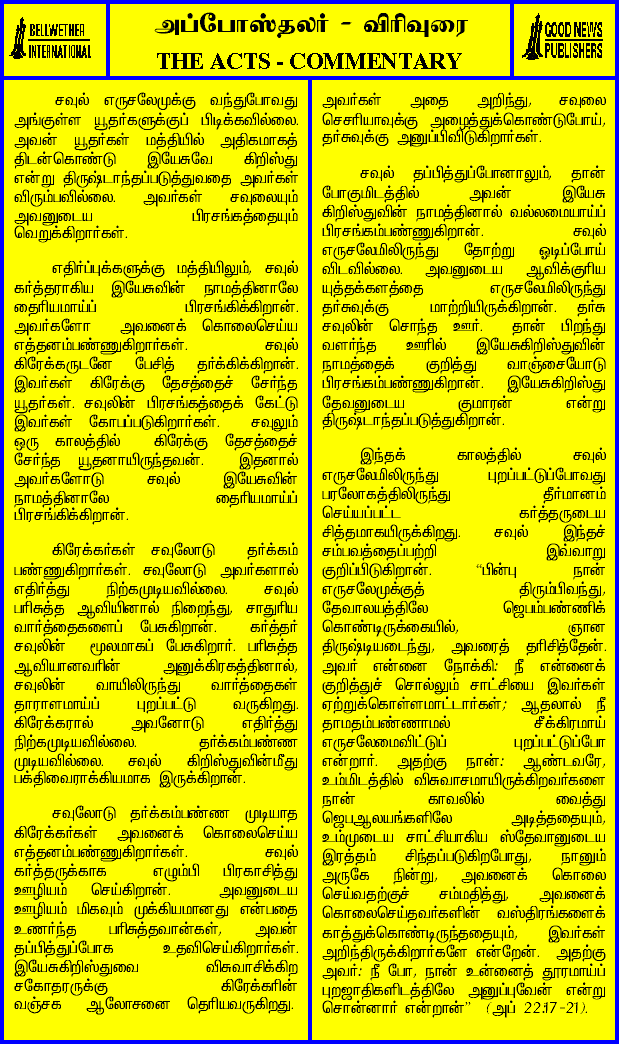 BELLWETHER
INTERNATIONAL
அப்போஸ்தலர் - விரிவுரை
THE ACTS - COMMENTARY
GOOD NEWS
PUBLISHERS
சவுல் எருசலேமுக்கு வந்துபோவது
அங்குள்ள யூதர்களுக்குப் பிடிக்கவில்லை.
அவன் யூதர்கள் மத்தியில் அதிகமாகத்
திடன்கொண்டு இயேசுவே கிறிஸ்து
என்று திருஷ்டாந்தப்படுத்துவதை அவர்கள்
விரும்பவில்லை. அவர்கள் சவுலையும்
அவனுடைய பிரசங்கத்தையும்
வெறுக்கிறார்கள்.
எதிர்ப்புக்களுக்கு மத்தியிலும், சவுல்
கர்த்தராகிய இயேசுவின் நாமத்தினாலே
தைரியமாய்ப் பிரசங்கிக்கிறான்.
அவர்களோ அவனைக் கொலைசெய்ய
எத்தனம்பண்ணுகிறார்கள். சவுல்
கிரேக்கருடனே பேசித் தர்க்கிக்கிறான்.
இவர்கள் கிரேக்கு தேசத்தைச் சேர்ந்த
யூதர்கள். சவுலின் பிரசங்கத்தைக் கேட்டு
இவர்கள் கோபப்படுகிறார்கள். சவுலும்
ஒரு காலத்தில் கிரேக்கு தேசத்தைச்
சேர்ந்த யூதனாயிருந்தவன். இதனால்
அவர்களோடு சவுல் இயேசுவின்
நாமத்தினாலே தைரியமாய்ப்
பிரசங்கிக்கிறான்.
கிரேக்கர்கள் சவுலோடு தர்க்கம்
பண்ணுகிறார்கள். சவுலோடு அவர்களால்
எதிர்த்து நிற்கமுடியவில்லை. சவுல்
பரிசுத்த ஆவியினால் நிறைந்து, சாதுரிய
வார்த்தைகளைப் பேசுகிறான். கர்த்தர்
சவுலின் மூலமாகப் பேசுகிறார். பரிசுத்த
ஆவியானவரின் அனுக்கிரகத்தினால்,
சவுலின் வாயிலிருந்து வார்த்தைகள்
தாராளமாய்ப் புறப்பட்டு வருகிறது.
கிரேக்கரால் அவனோடு எதிர்த்து
நிற்கமுடியவில்லை. தர்க்கம்பண்ண
முடியவில்லை. சவுல் கிறிஸ்துவின்மீது
பக்திவைராக்கியமாக இருக்கிறான்.
சவுலோடு தர்க்கம்பண்ண முடியாத
கிரேக்கர்கள் அவனைக் கொலைசெய்ய
எத்தனம்பண்ணுகிறார்கள். சவுல்
கர்த்தருக்காக எழும்பி பிரகாசித்து
ஊழியம் செய்கிறான். அவனுடைய
ஊழியம் மிகவும் முக்கியமானது என்பதை
உணர்ந்த பரிசுத்தவான்கள், அவன்
தப்பித்துப்போக உதவிசெய்கிறார்கள்.
இயேசுகிறிஸ்துவை விசுவாசிக்கிற
சகோதரருக்கு கிரேக்கரின்
வஞ்சக ஆலோசனை தெரியவருகிறது.
அவர்கள் அதை அறிந்து, சவுலை
செசரியாவுக்கு அழைத்துக்கொண்டுபோய்,
தர்சுவுக்கு அனுப்பிவிடுகிறார்கள்.
சவுல் தப்பித்துப்போனாலும், தான்
போகுமிடத்தில் அவன் இயேசு
கிறிஸ்துவின் நாமத்தினால் வல்லமையாய்ப்
பிரசங்கம்பண்ணுகிறான். சவுல்
எருசலேமிலிருந்து தோற்று ஓடிப்போய்
விடவில்லை. அவனுடைய ஆவிக்குரிய
யுத்தக்களத்தை எருசலேமிலிருந்து
தர்சுவுக்கு மாற்றியிருக்கிறான். தர்சு
சவுலின் சொந்த ஊர். தான் பிறந்து
வளர்ந்த ஊரில் இயேசுகிறிஸ்துவின்
நாமத்தைக் குறித்து வாஞ்சையோடு
பிரசங்கம்பண்ணுகிறான். இயேசுகிறிஸ்து
தேவனுடைய குமாரன் என்று
திருஷ்டாந்தப்படுத்துகிறான்.
இந்தக் காலத்தில் சவுல்
எருசலேமிலிருந்து புறப்பட்டுப்போவது
பரலோகத்திலிருந்து தீர்மானம்
செய்யப்பட்ட கர்த்தருடைய
சித்தமாகயிருக்கிறது. சவுல் இந்தச்
சம்பவத்தைப்பற்றி இவ்வாறு
குறிப்பிடுகிறான். “பின்பு நான்
எருசலேமுக்குத் திரும்பிவந்து,
தேவாலயத்திலே ஜெபம்பண்ணிக்
கொண்டிருக்கையில், ஞான
திருஷ்டியடைந்து, அவரைத் தரிசித்தேன்.
அவர் என்னை நோக்கி: நீ என்னைக்
குறித்துச் சொல்லும் சாட்சியை இவர்கள்
ஏற்றுக்கொள்ளமாட்டார்கள்; ஆதலால் நீ
தாமதம்பண்ணாமல் சீக்கிரமாய்
எருசலேமைவிட்டுப் புறப்பட்டுப்போ
என்றார். அதற்கு நான்: ஆண்டவரே,
உம்மிடத்தில் விசுவாசமாயிருக்கிறவர்களை
நான் காவலில் வைத்து
ஜெபஆலயங்களிலே அடித்ததையும்,
உம்முடைய சாட்சியாகிய ஸ்தேவானுடைய
இரத்தம் சிந்தப்படுகிறபோது, நானும்
அருகே நின்று, அவனைக் கொலை
செய்வதற்குச் சம்மதித்து, அவனைக்
கொலைசெய்தவர்களின் வஸ்திரங்களைக்
காத்துக்கொண்டிருந்ததையும், இவர்கள்
அறிந்திருக்கிறார்களே என்றேன். அதற்கு
அவர்: நீ போ, நான் உன்னைத் தூரமாய்ப்
புறஜாதிகளிடத்திலே அனுப்புவேன் என்று
சொன்னார் என்றான்” (அப் 22:17-21).